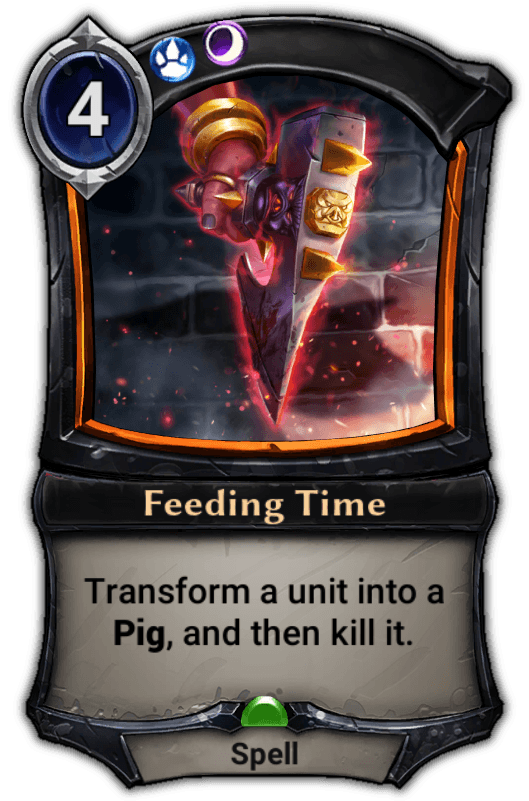 4
Feeding Time
Transform a unit into a
Pig, and then kill it.
Spell